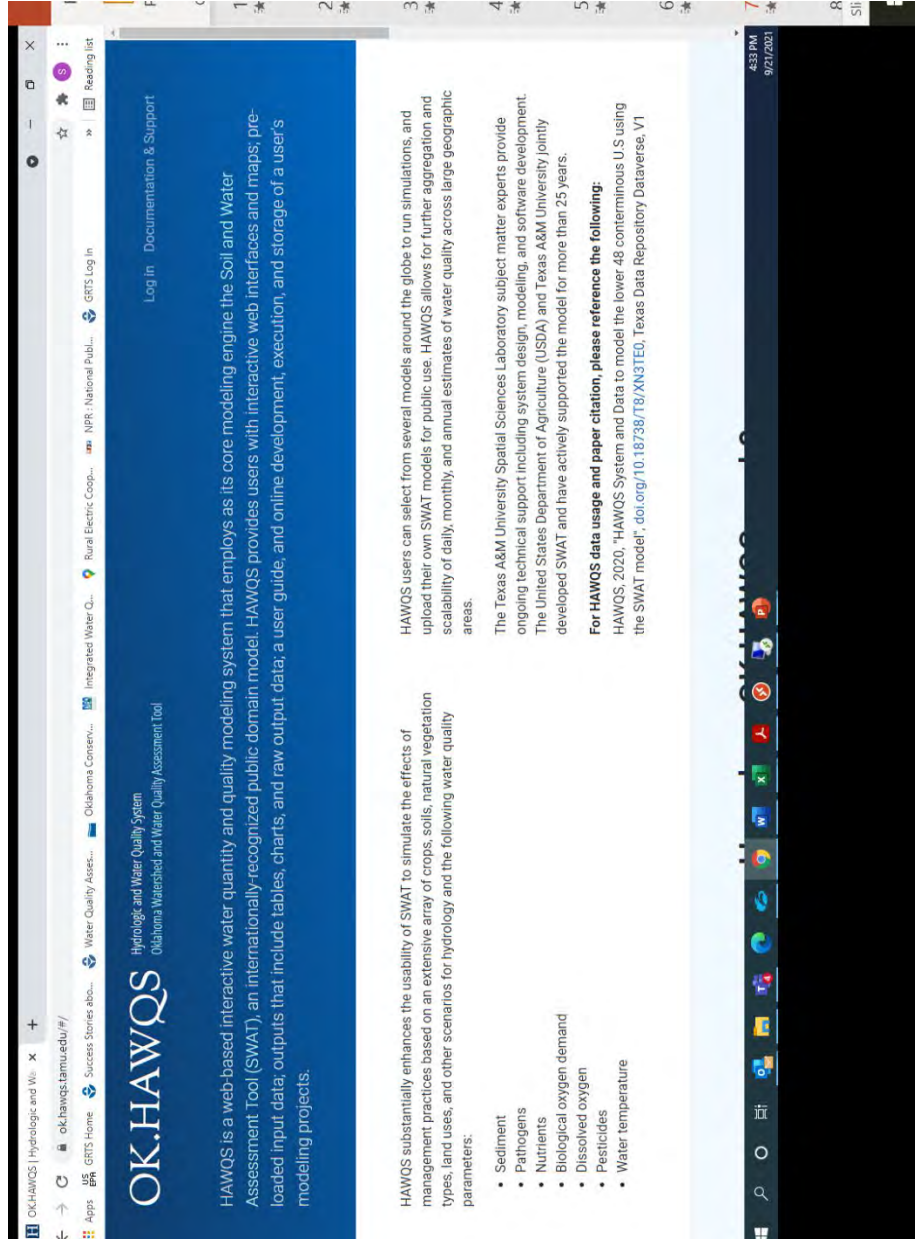 OK.HAWQS | Hydrologic and Wa
ok.hawqs.tamu.edu/#/
Reading list
Apps
GRTS Home
Success Stories abo...
Water Quality Asses...
Oklahoma Conserv...
Integrated Water Q...
Rural Electric Coop...
NPR : National Publ...
GRTS Log In
OK.HAWQS
Hydrologic and Water Quality System
Oklahoma Watershed and Water Quality Assessment Tool
Log in Documentation & Support
HAWQS is a web-based interactive water quantity and quality modeling system that employs as its core modeling engine the Soil and Water
Assessment Tool (SWAT), an internationally-recognized public domain model. HAWQS provides users with interactive web interfaces and maps; pre-
loaded input data; outputs that include tables, charts, and raw output data; a user guide, and online development, execution, and storage of a user's
modeling projects.
HAWQS substantially enhances the usability of SWAT to simulate the effects of
management practices based on an extensive array of crops, soils, natural vegetation
types, land uses, and other scenarios for hydrology and the following water quality
parameters:
• Sediment
• Pathogens
• Nutrients
• Biological oxygen demand
• Dissolved oxygen
• Pesticides
• Water temperature
HAWQS users can select from several models around the globe to run simulations, and
upload their own SWAT models for public use. HAWQS allows for further aggregation and
scalability of daily, monthly, and annual estimates of water quality across large geographic
areas.
The Texas A&M University Spatial Sciences Laboratory subject matter experts provide
ongoing technical support including system design, modeling, and software development.
The United States Department of Agriculture (USDA) and Texas A&M University jointly
developed SWAT and have actively supported the model for more than 25 years.
For HAWQS data usage and paper citation, please reference the following:
HAWQS, 2020, "HAWQS System and Data to model the lower 48 conterminous U.S using
the SWAT model", doi.org/10.18738/T8/XN3TE0, Texas Data Repository Dataverse, V1
4:33 PM
9/21/2021
1
2
3
4
5
6
7
8
Sli